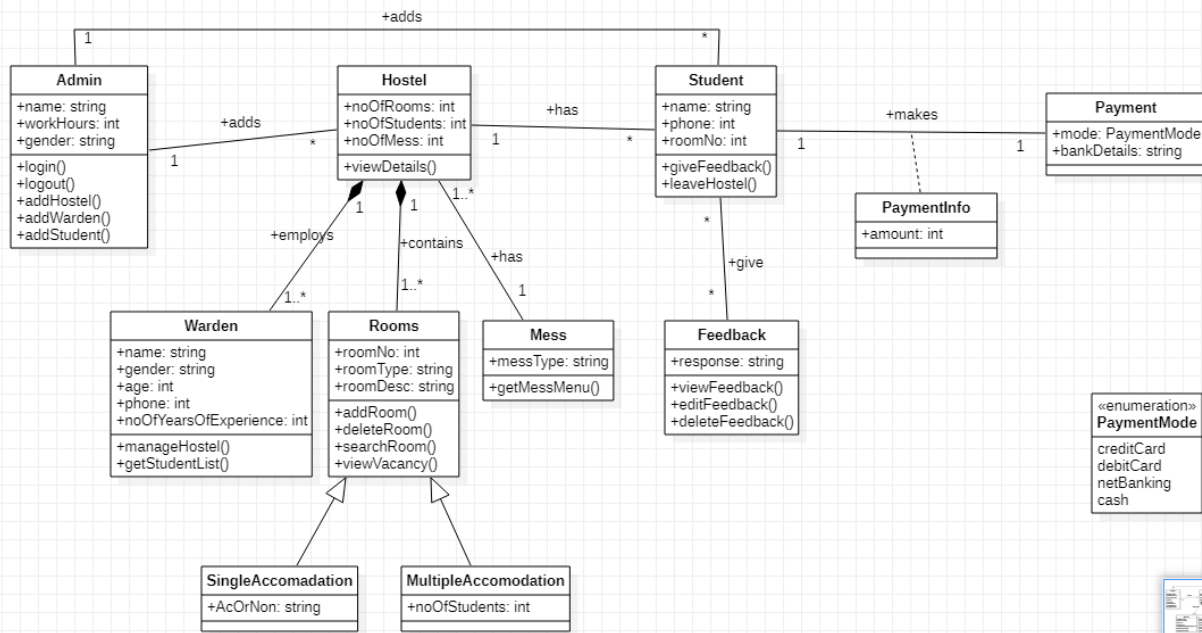 +adds
1
*
Admin
+name: string
+workHours: int
+gender: string
+login()
+logout()
+addHostel()
+addWarden()
+addStudent()
+adds
1
*
Hostel
+noOfRooms: int
+noOfStudents: int
+noOfMess: int
+viewDetails()
+has
1
*
Student
+name: string
+phone: int
+roomNo: int
+giveFeedback()
+leaveHostel()
+makes
1
1
Payment
+mode: PaymentMode
+bankDetails: string
PaymentInfo
+amount: int
1
+employs
1..*
1
+contains
1..*
1..*
+has
1
*
+give
*
Warden
+name: string
+gender: string
+age: int
+phone: int
+noOfYearsOfExperience: int
+manageHostel()
+getStudentList()
Rooms
+roomNo: int
+roomType: string
+roomDesc: string
+addRoom()
+deleteRoom()
+searchRoom()
+viewVacancy()
Mess
+messType: string
+getMessMenu()
Feedback
+response: string
+viewFeedback()
+editFeedback()
+deleteFeedback()
«enumeration»
PaymentMode
creditCard
debitCard
netBanking
cash
SingleAccomadation
+AcOrNon: string
MultipleAccomodation
+noOfStudents: int